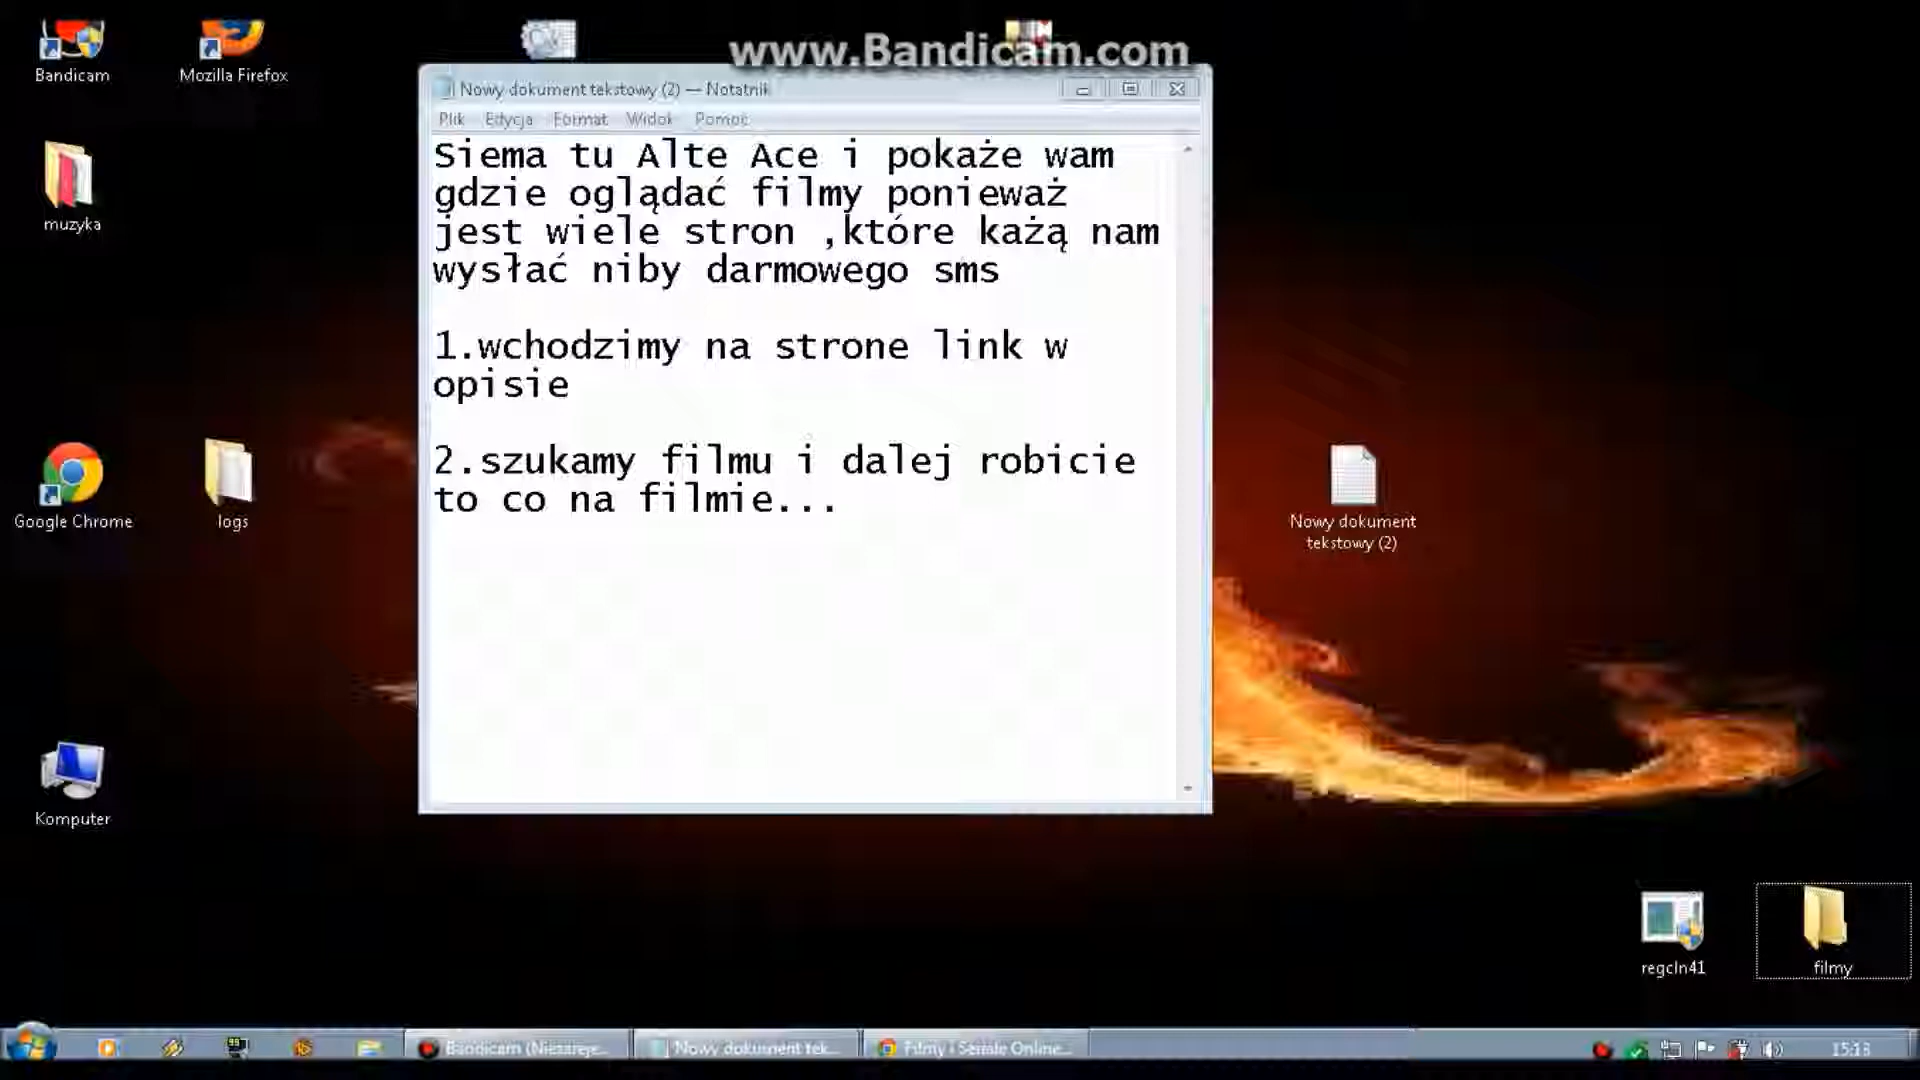 www.Bandicam.com
Bandicam
Mozilla Firefox
Nowy dokument tekstowy (2) — Notatnik
Plik Edycja Format Widok Pomoc
Siema tu Alte Ace i pokaże wam
gdzie oglądać filmy ponieważ
jest wiele stron ,które każą nam
wysłać niby darmowego sms
1.wchodzimy na strone link w
opisie
2.szukamy filmu i dalej robicie
to co na filmie...
muzyka
Google Chrome
logs
Nowy dokument
tekstowy (2)
Komputer
regcln41
filmy
Bandicam (Niezareje...
Nowy dokument tek...
Filmy i Seriale Online...
15:13